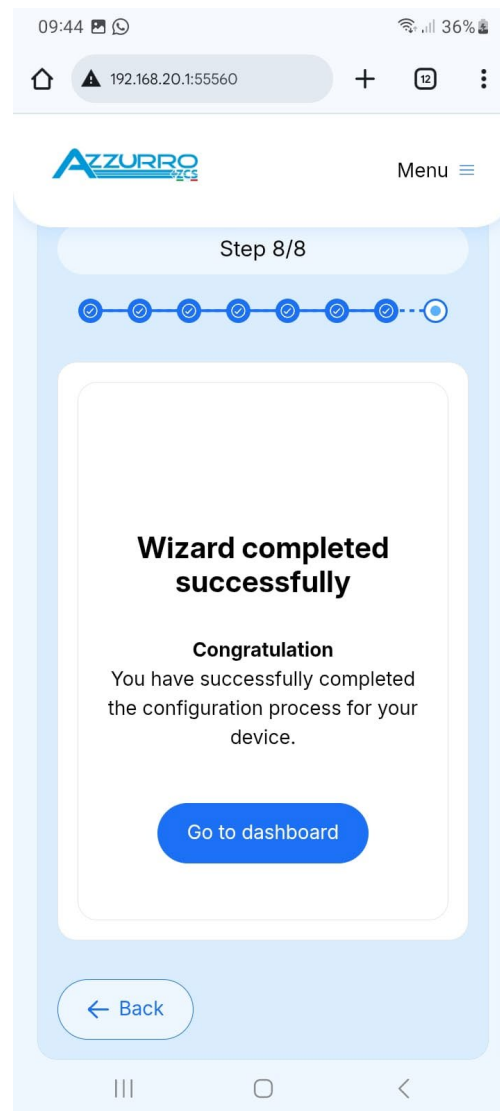 09:44 36%
192.168.20.1:55560 12
AZZURRO
ZCS
Menu
Step 8/8
Wizard completed
successfully
Congratulation
You have successfully completed
the configuration process for your
device.
Go to dashboard
Back